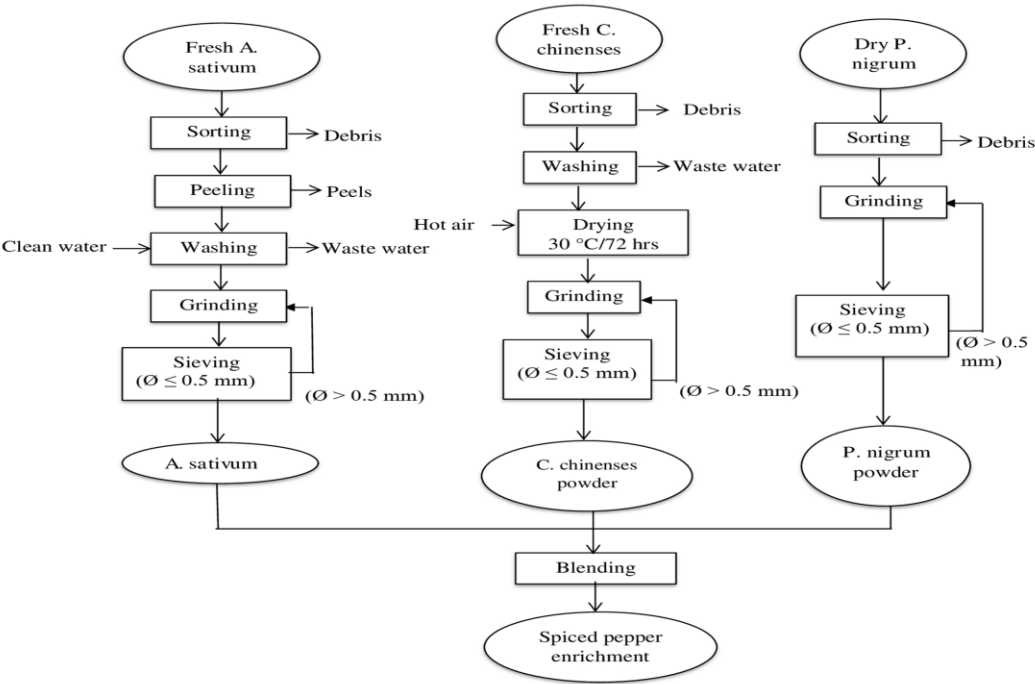 Fresh A.
sativum
Sorting
Debris
Peeling
Peels
Clean water
Washing
Waste water
Grinding
Sieving
(Ø ≤ 0.5 mm)
(Ø > 0.5 mm)
A. sativum
Fresh C.
chinenses
Sorting
Debris
Washing
Waste water
Hot air
Drying
30 °C/72 hrs
Grinding
Sieving
(Ø ≤ 0.5 mm)
(Ø > 0.5 mm)
C. chinenses
powder
Dry P.
nigrum
Sorting
Debris
Grinding
Sieving
(Ø ≤ 0.5 mm)
(Ø > 0.5
mm)
P. nigrum
powder
Blending
Spiced pepper
enrichment